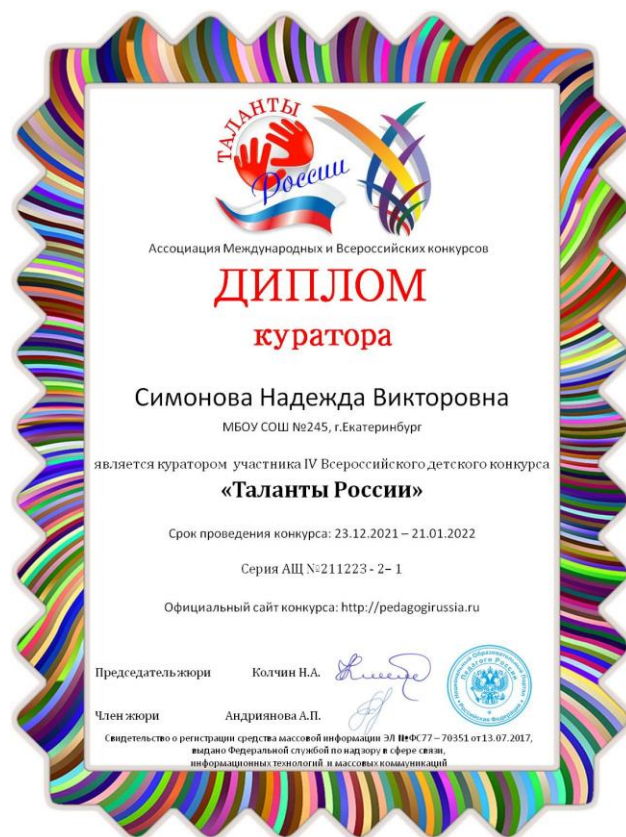 ТАЛАНТЫ
России
Ассоциация Международных и Всероссийских конкурсов
ДИПЛОМ
куратора
Симонова Надежда Викторовна
МБОУ СОШ №245, г.Екатеринбург
является куратором участника IV Всероссийского детского конкурса
«Таланты России»
Срок проведения конкурса: 23.12.2021 – 21.01.2022
Серия АЩ №211223 - 2– 1
Официальный сайт конкурса: http://pedagogirussia.ru
Председатель жюри Колчин Н.А.
Член жюри Андриянова А.П.
Педагоги России
Свидетельство о регистрации средства массовой информации ЭЛ №ФС77 – 70351 от 13.07.2017,
выдано Федеральной службой по надзору в сфере связи,
информационных технологий и массовых коммуникаций